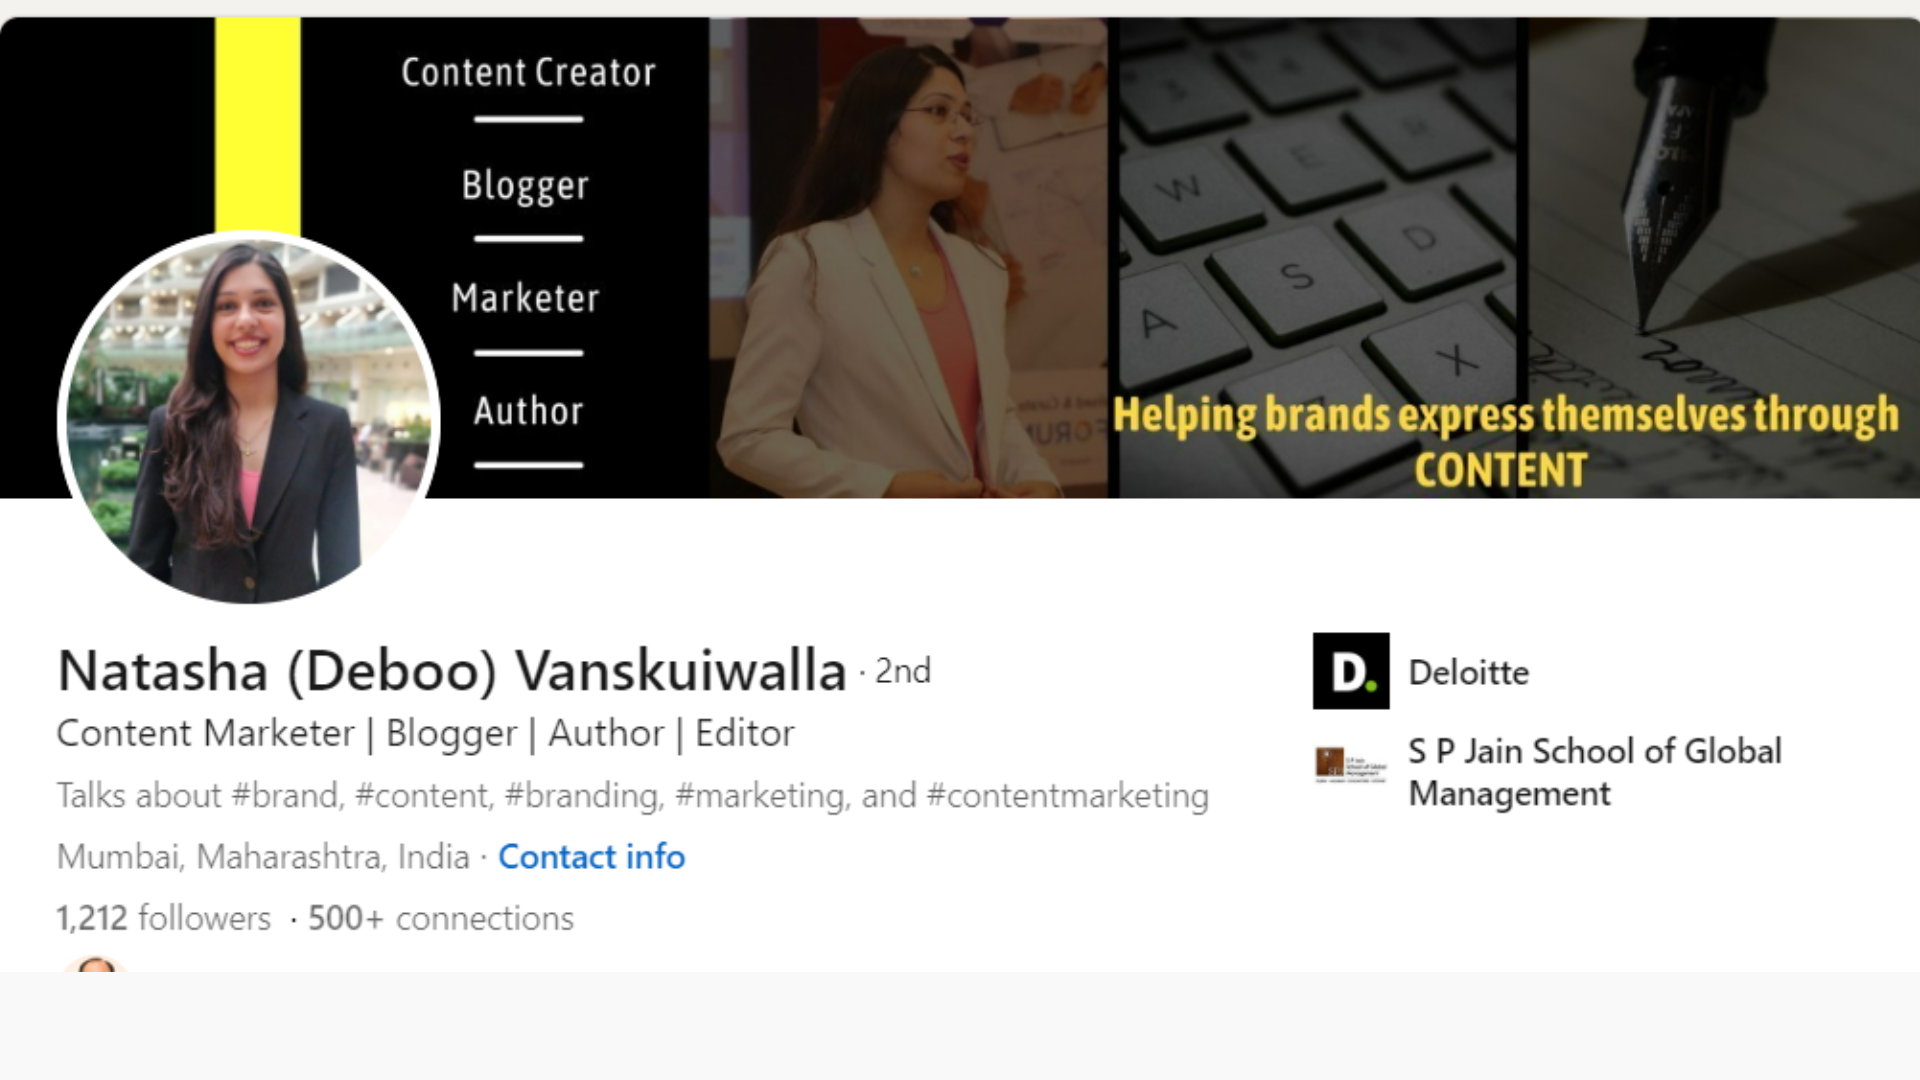 Content Creator
Blogger
Marketer
Author
W
E
R
A
S
D
X
Helping brands express themselves through
CONTENT
Natasha (Deboo) Vanskuiwalla · 2nd
Content Marketer | Blogger | Author | Editor
Talks about #brand, #content, #branding, #marketing, and #contentmarketing
Mumbai, Maharashtra, India · Contact info
1,212 followers · 500+ connections
D.
Deloitte
S P Jain School of Global
Management